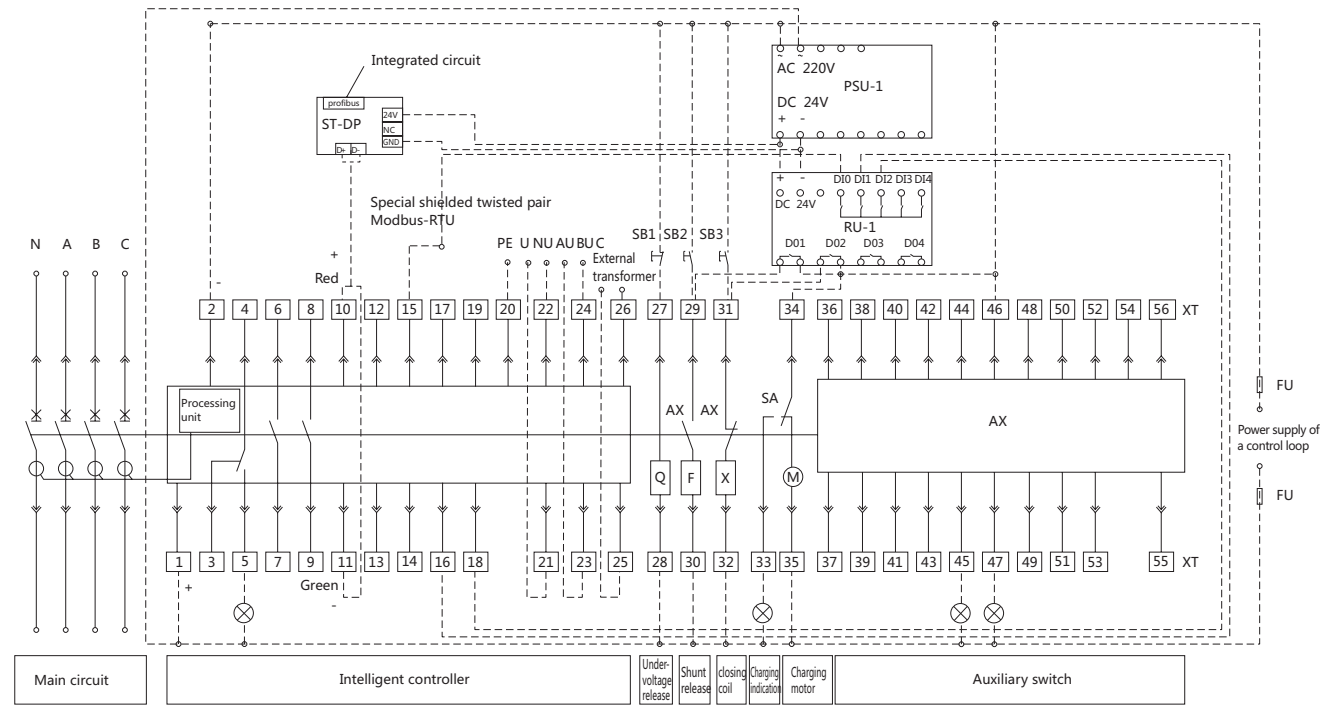 Integrated circuit
profibus
ST-DP
24V
NC
GND
D+ D-
AC 220V
PSU-1
DC 24V
+ -
+ -
DC 24V
DI0 DI1 DI2 DI3 DI4
RU-1
D01 D02 D03 D04
Special shielded twisted pair
Modbus-RTU
N A B C
+
Red
-
PE U NU AU BU C
External
transformer
SB1 SB2 SB3
2 4 6 8 10 12 15 17 19 20 22 24 26 27 29 31 34 36 38 40 42 44 46 48 50 52 54 56 XT
Processing
unit
AX AX SA
AX
FU
Power supply of
a control loop
FU
Q F X M
1 3 5 7 9 11 13 14 16 18 21 23 25 28 30 32 33 35 37 39 41 43 45 47 49 51 53 55 XT
+
Green
-
Main circuit
Intelligent controller
Under-
voltage
release
Shunt
release
closing
coil
Charging
indication
Charging
motor
Auxiliary switch